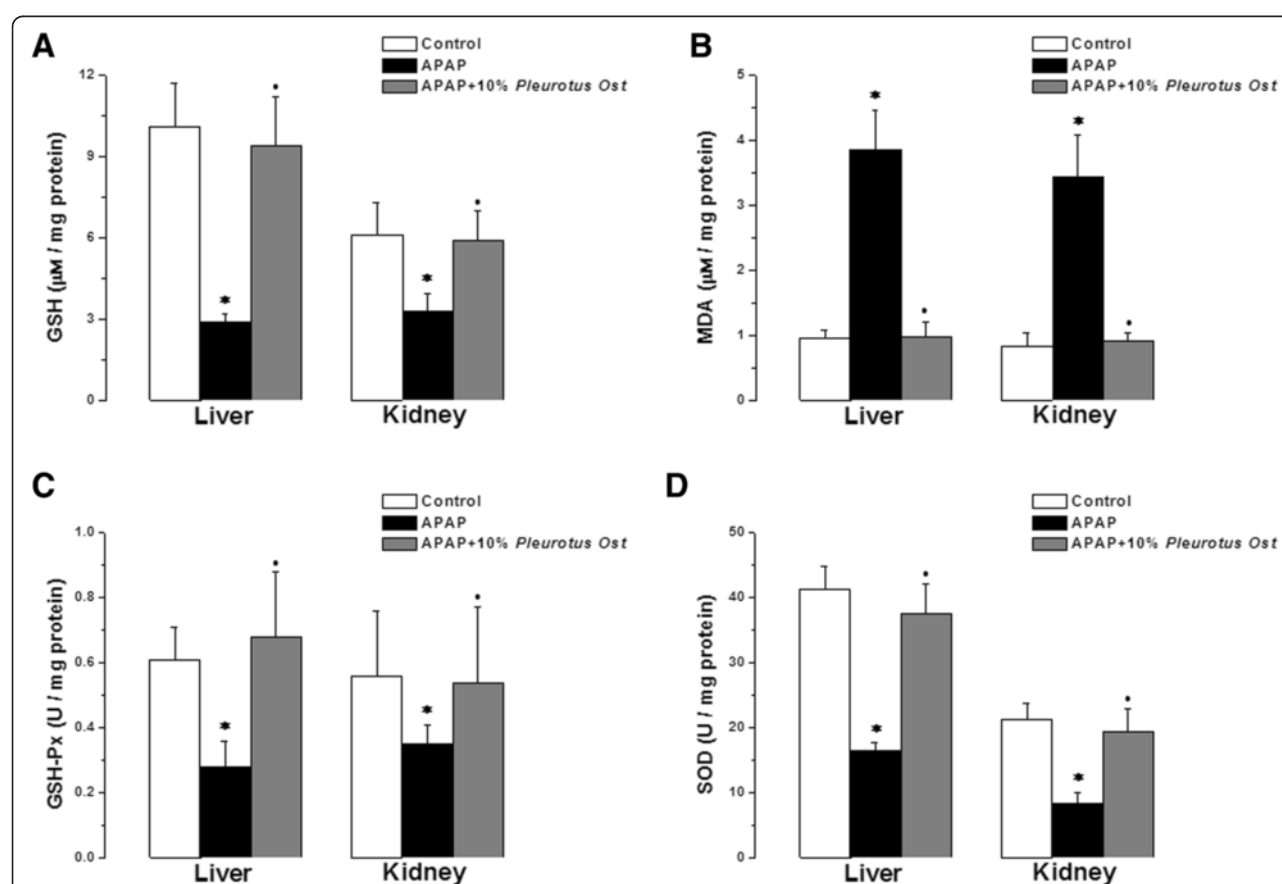 A
Control
APAP
APAP+10% Pleurotus Ost
12
9
6
3
0
GSH (μM / mg protein)
* • * •
Liver Kidney
B
Control
APAP
APAP+10% Pleurotus Ost
5
4
3
2
1
0
MDA (μM / mg protein)
* • * •
Liver Kidney
C
Control
APAP
APAP+10% Pleurotus Ost
1.0
0.8
0.6
0.4
0.2
0.0
GSH-Px (U / mg protein)
* • * •
Liver Kidney
D
Control
APAP
APAP+10% Pleurotus Ost
50
40
30
20
10
0
SOD (U / mg protein)
* • * •
Liver Kidney